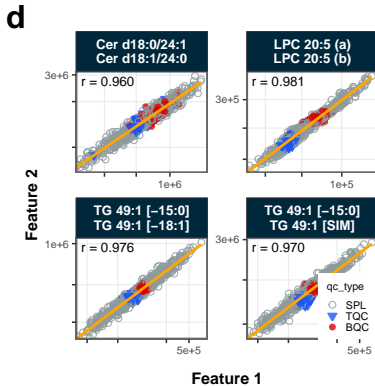 d
Cer d18:0/24:1
Cer d18:1/24:0
LPC 20:5 (a)
LPC 20:5 (b)
3e+6
r = 0.960
1e+6
3e+5
r = 0.981
1e+5
TG 49:1 [−15:0]
TG 49:1 [−18:1]
TG 49:1 [−15:0]
TG 49:1 [SIM]
1e+6
r = 0.976
5e+5
3e+6
r = 0.970
5e+5
qc_type
SPL
TQC
BQC
Feature 2
Feature 1